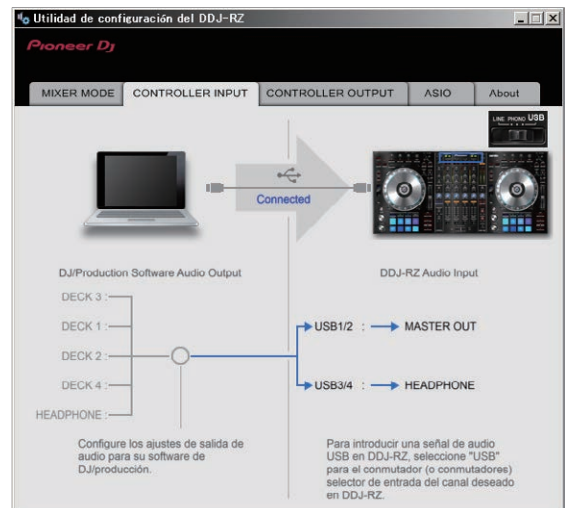 Utilidad de configuración del DDJ-RZ
Pioneer Dj
MIXER MODE
CONTROLLER INPUT
CONTROLLER OUTPUT
ASIO
About
LINE PHONO USB
Connected
DJ/Production Software Audio Output
DDJ-RZ Audio Input
DECK 3 :
DECK 1 :
DECK 2 :
DECK 4 :
HEADPHONE :
USB1/2 : MASTER OUT
USB3/4 : HEADPHONE
Configure los ajustes de salida de
audio para su software de
DJ/producción.
Para introducir una señal de audio
USB en DDJ-RZ, seleccione "USB"
para el conmutador (o conmutadores)
selector de entrada del canal deseado
en DDJ-RZ.